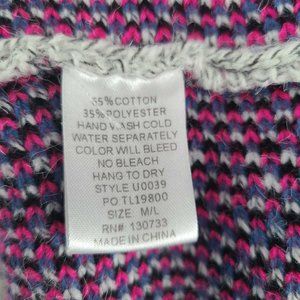 65%COTTON
35%POLYESTER
HAND WASH COLD
WATER SEPARATELY
COLOR WILL BLEED
NO BLEACH
HANG TO DRY
STYLE U0039
PO TL19800
SIZE M/L
RN# 130733
MADE IN CHINA